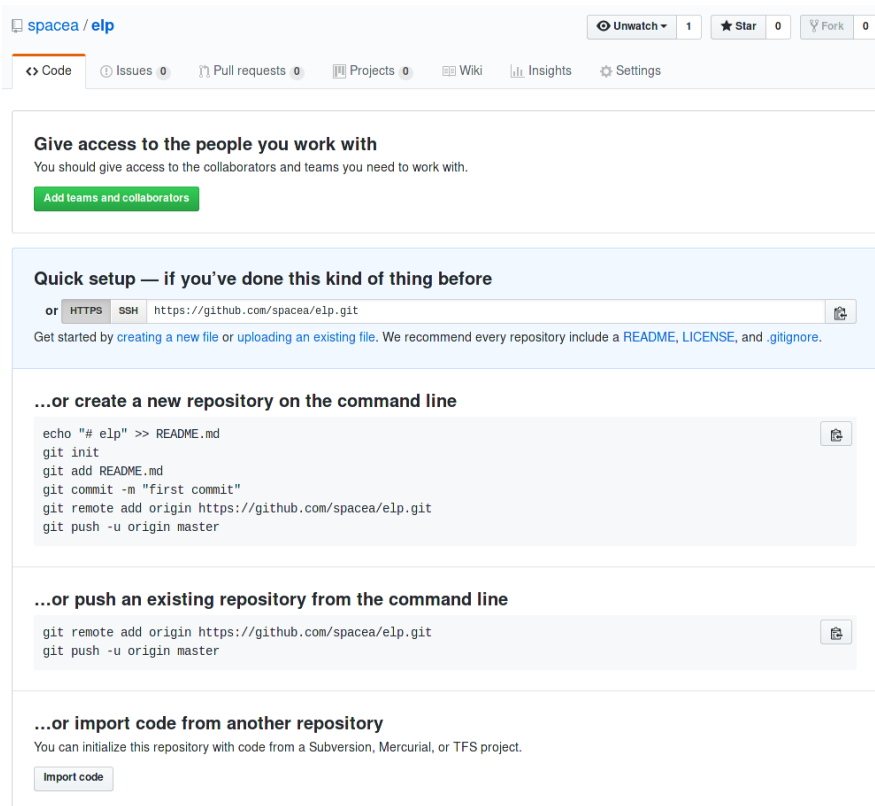 spacea / elp
Unwatch 1 Star 0 Fork 0
Code Issues 0 Pull requests 0 Projects 0 Wiki Insights Settings
Give access to the people you work with
You should give access to the collaborators and teams you need to work with.
Add teams and collaborators
Quick setup — if you’ve done this kind of thing before
or HTTPS SSH https://github.com/spacea/elp.git
Get started by creating a new file or uploading an existing file. We recommend every repository include a README, LICENSE, and .gitignore.
…or create a new repository on the command line
echo "# elp" >> README.md
git init
git add README.md
git commit -m "first commit"
git remote add origin https://github.com/spacea/elp.git
git push -u origin master
…or push an existing repository from the command line
git remote add origin https://github.com/spacea/elp.git
git push -u origin master
…or import code from another repository
You can initialize this repository with code from a Subversion, Mercurial, or TFS project.
Import code